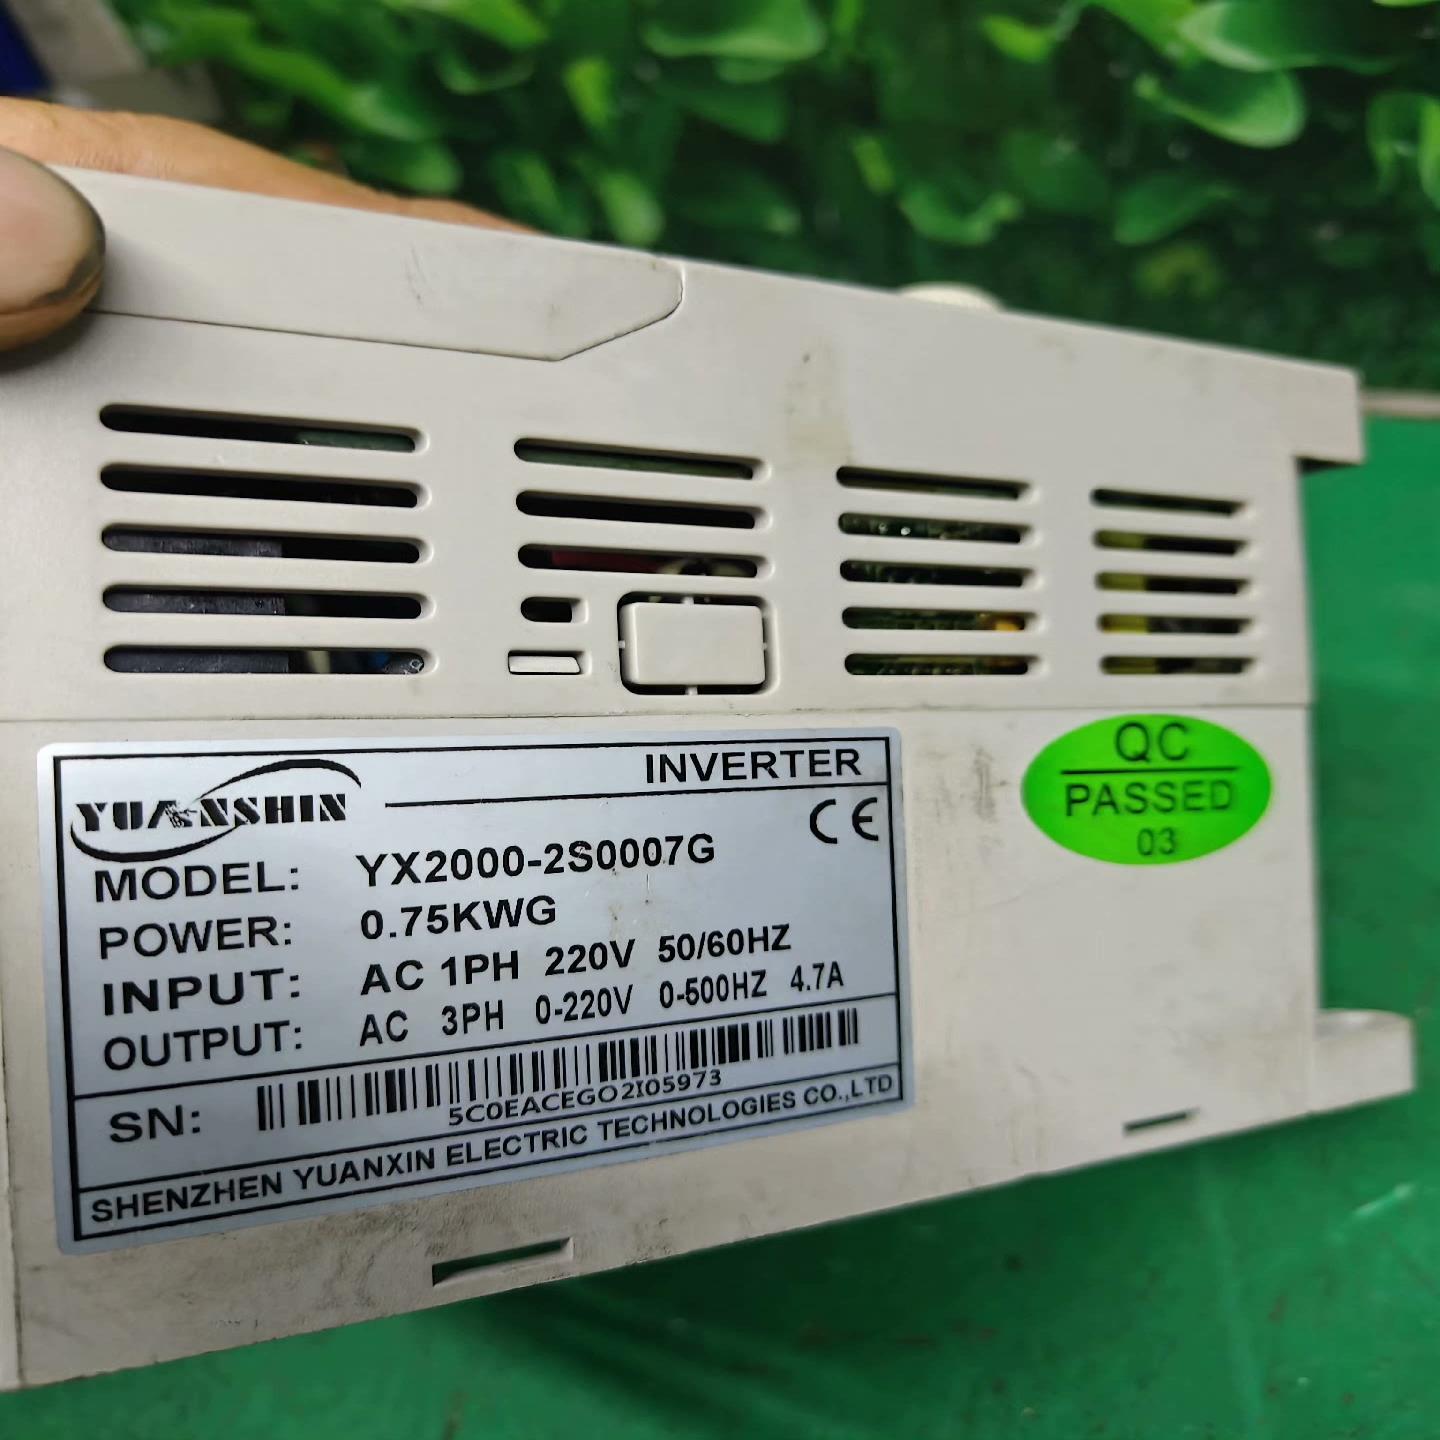 INVERTER
YUANSHIN
CE
MODEL: YX2000-2S0007G
POWER: 0.75KWG
INPUT: AC 1PH 220V 50/60HZ
OUTPUT: AC 3PH 0-220V 0-500HZ 4.7A
SN:
5C0EACEGO2I05973
SHENZHEN YUANXIN ELECTRIC TECHNOLOGIES CO.,LTD
QC
PASSED
03